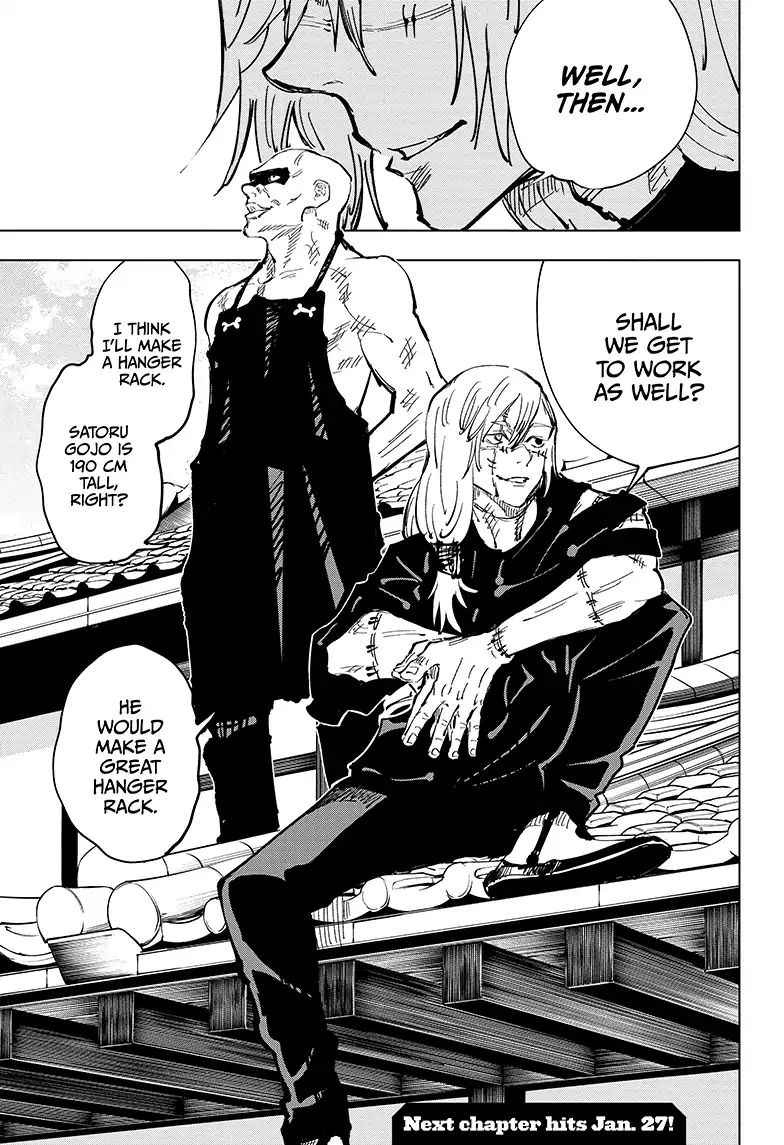 WELL,
THEN...
SHALL
WE GET
TO WORK
AS WELL?
I THINK
I'LL MAKE
A HANGER
RACK.
SATORU
GOJO IS
190 CM
TALL,
RIGHT?
HE
WOULD
MAKE A
GREAT
HANGER
RACK.
Next chapter hits Jan. 27!